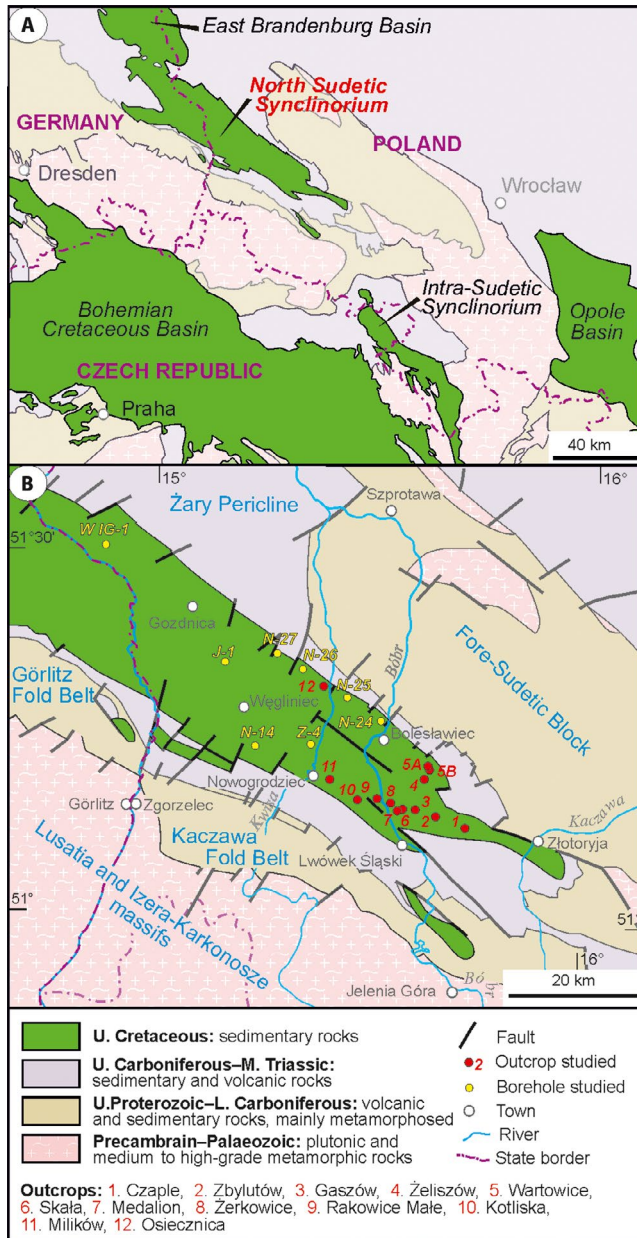 A
East Brandenburg Basin
North Sudetic
Synclinorium
GERMANY
POLAND
Dresden
Wrocław
Intra-Sudetic
Synclinorium
Bohemian
Cretaceous Basin
Opole
Basin
CZECH REPUBLIC
Praha
40 km
B
15°
16°
Żary Pericline
Szprotawa
W IG-1
51°30'
Gozdnica
Bóbr
N-27
J-1
N-26
Fore-Sudetic Block
Görlitz
Fold Belt
12
N-25
Węgliniec
N-24
N-14
Z-4
Bolesławiec
5A
5B
11
4
Nowogrodziec
10
9
8
3
Kaczawa
Görlitz
Zgorzelec
Kwika
7
6
2
1
Złotoryja
Kaczawa
Fold Belt
Lwówek Śląski
Lusatia and Izera-Karkonosze
massifs
51°
51°
16°
Bóbr
20 km
Jelenia Góra
U. Cretaceous: sedimentary rocks
U. Carboniferous–M. Triassic:
sedimentary and volcanic rocks
U.Proterozoic–L. Carboniferous: volcanic
and sedimentary rocks, mainly metamorphosed
Precambrain–Palaeozoic: plutonic and
medium to high-grade metamorphic rocks
Fault
2 Outcrop studied
Borehole studied
Town
River
State border
Outcrops: 1. Czaple, 2. Zbylutów, 3. Gaszów, 4. Żeliszów, 5. Wartowice,
6. Skała, 7. Medalion, 8. Żerkowice, 9. Rakowice Małe, 10. Kotliska,
11. Milików, 12. Osiecznica